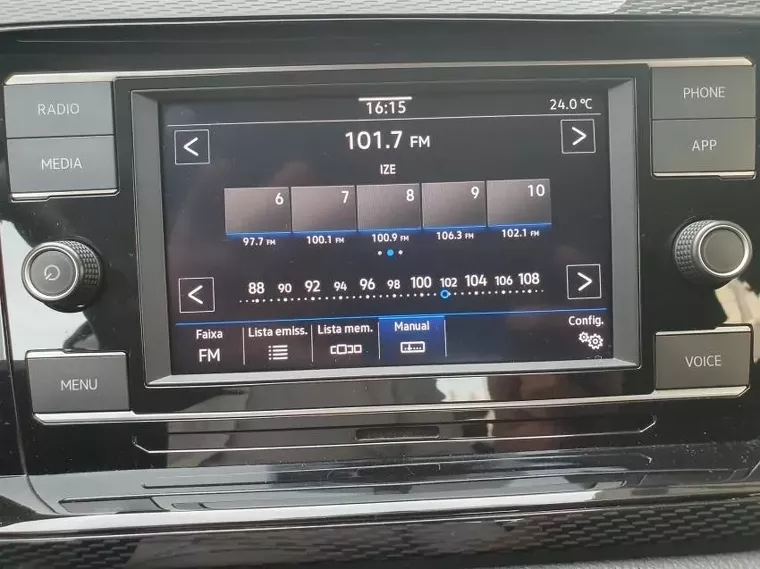 RADIO
MEDIA
MENU
16:15
24.0 °C
101.7 FM
IZE
6 7 8 9 10
97.7 FM 100.1 FM 100.9 FM 106.3 FM 102.1 FM
88 90 92 94 96 98 100 102 104 106 108
Faixa Lista emiss. Lista mem. Manual Config.
FM
PHONE
APP
VOICE